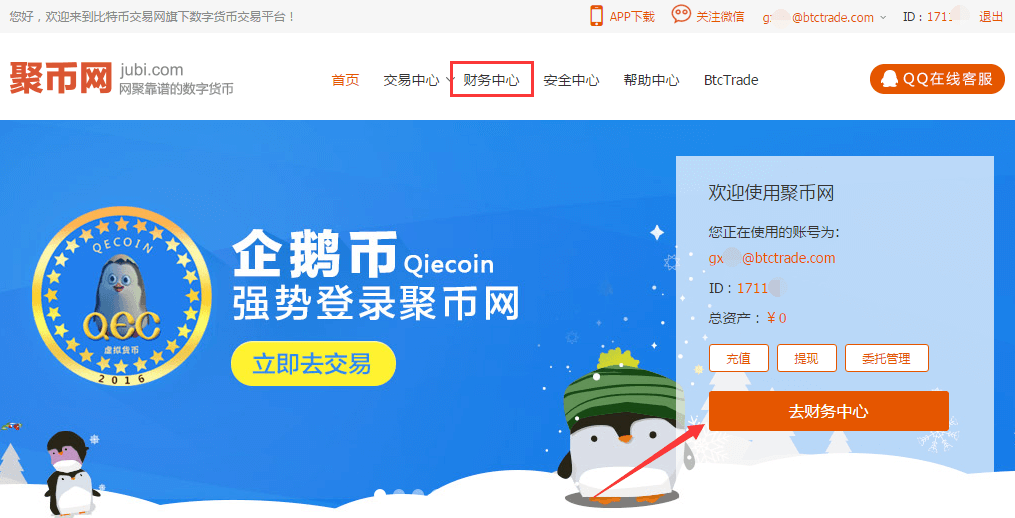 您好，欢迎来到比特币交易网旗下数字货币交易平台！
APP下载 关注微信 gx @btctrade.com ID：1711 退出
聚币网 jubi.com
网聚靠谱的数字货币
首页 交易中心 财务中心 安全中心 帮助中心 BtcTrade
QQ在线客服
QECOIN
QEC
虚拟货币
2016
企鹅币 Qiecoin
强势登录聚币网
立即去交易
欢迎使用聚币网
您正在使用的账号为：
gx @btctrade.com
ID：1711
总资产：￥0
充值 提现 委托管理
去财务中心